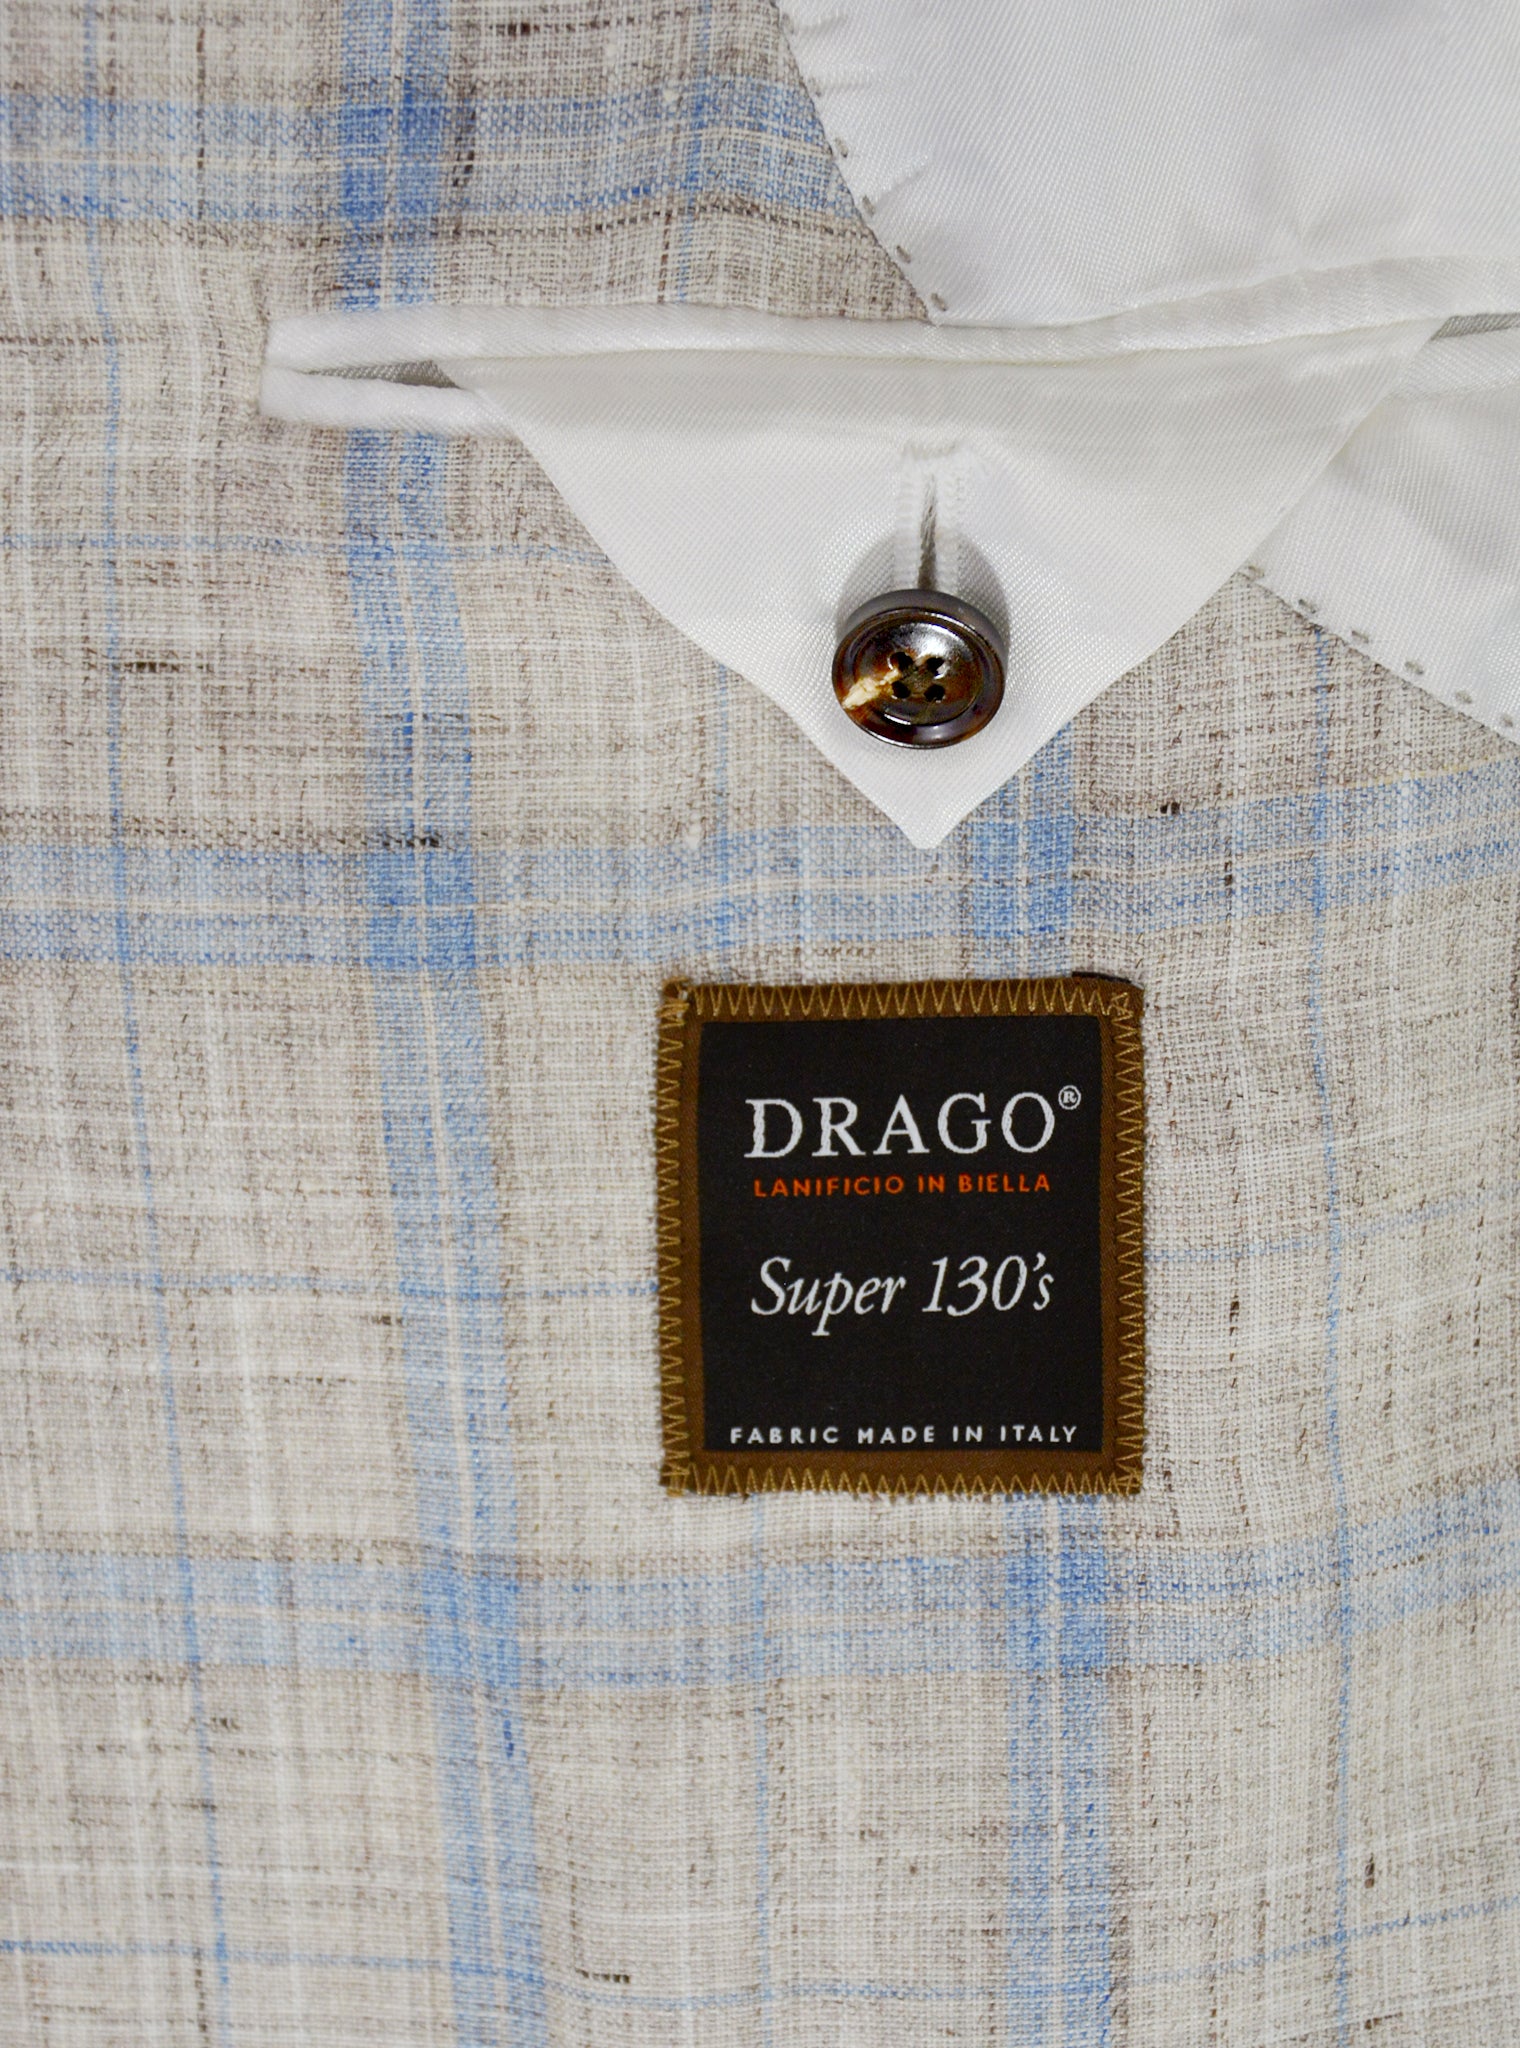 DRAGO®
LANIFICIO IN BIELLA
Super 130's
FABRIC MADE IN ITALY